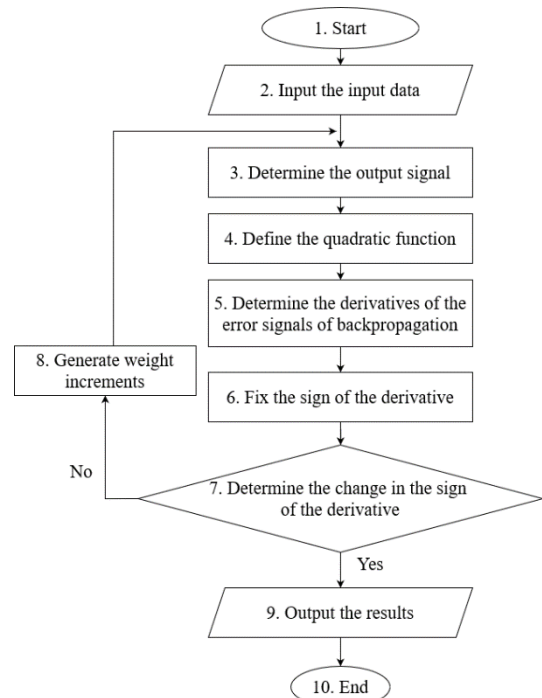 1. Start
2. Input the input data
3. Determine the output signal
4. Define the quadratic function
5. Determine the derivatives of the
error signals of backpropagation
8. Generate weight
increments
6. Fix the sign of the derivative
No
7. Determine the change in the sign
of the derivative
Yes
9. Output the results
10. End